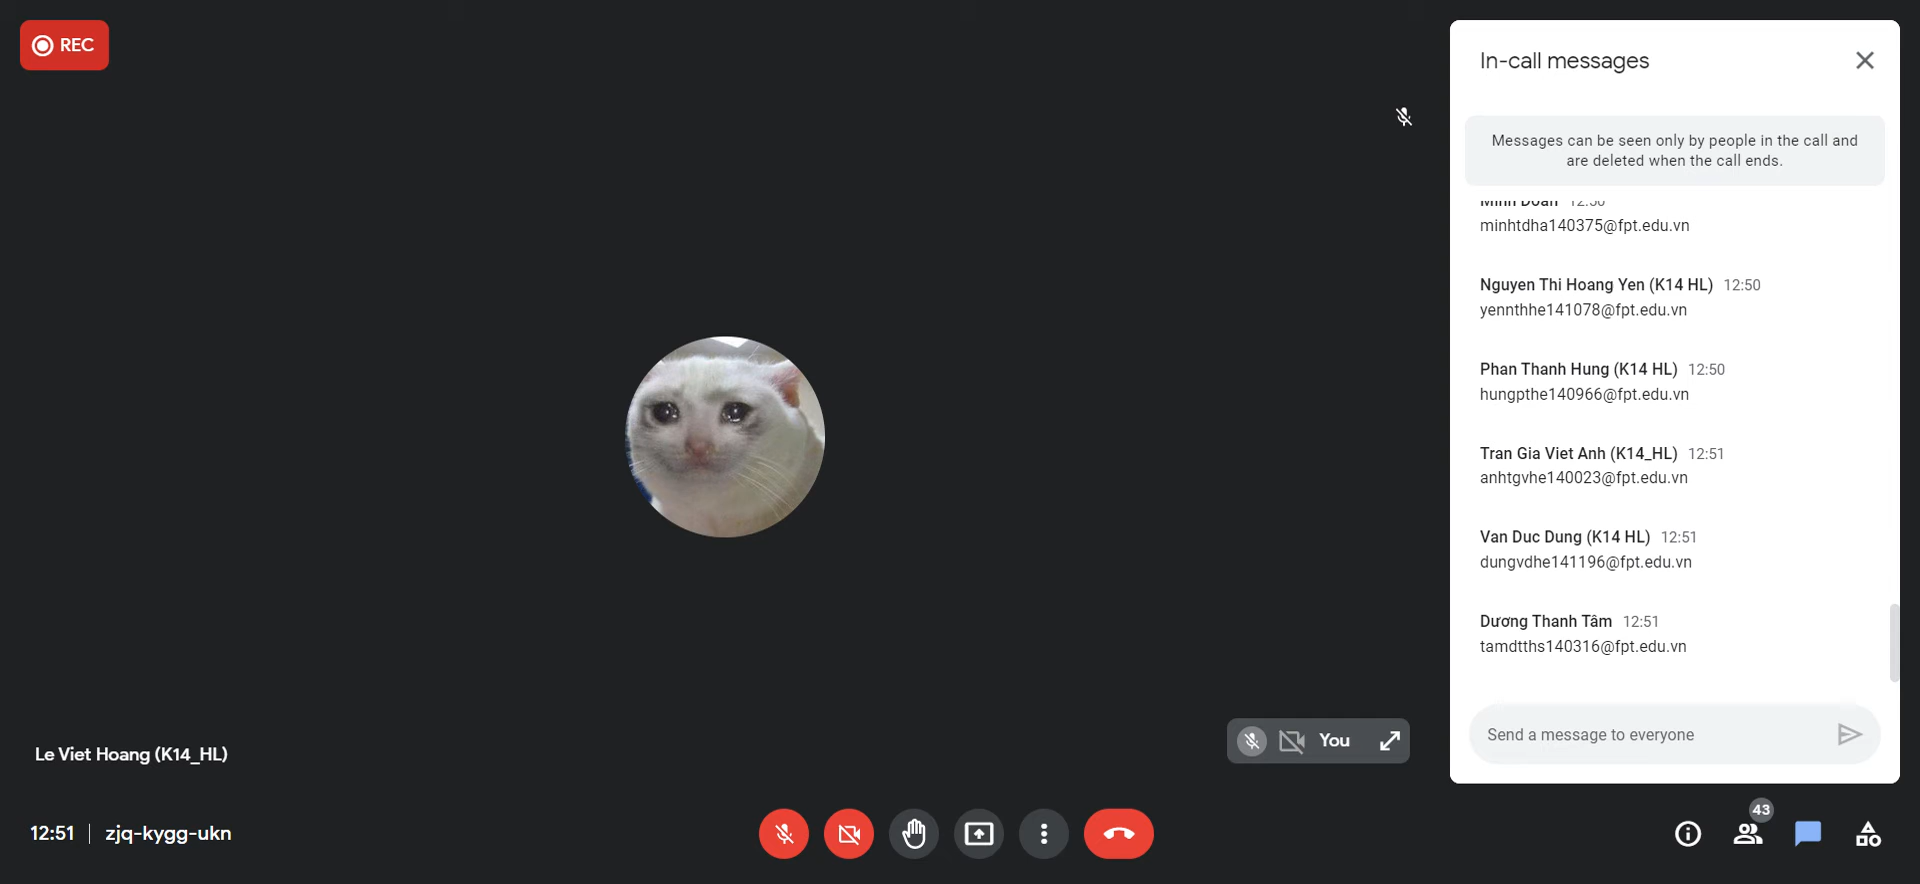 REC
In-call messages
Messages can be seen only by people in the call and
are deleted when the call ends.
Minh Doan 12:50
minhtdha140375@fpt.edu.vn
Nguyen Thi Hoang Yen (K14 HL) 12:50
yennthhe141078@fpt.edu.vn
Phan Thanh Hung (K14 HL) 12:50
hungpthe140966@fpt.edu.vn
Tran Gia Viet Anh (K14_HL) 12:51
anhtgvhe140023@fpt.edu.vn
Van Duc Dung (K14 HL) 12:51
dungvdhe141196@fpt.edu.vn
Dương Thanh Tâm 12:51
tamdtths140316@fpt.edu.vn
Send a message to everyone
You
Le Viet Hoang (K14_HL)
12:51 | zjq-kygg-ukn
43